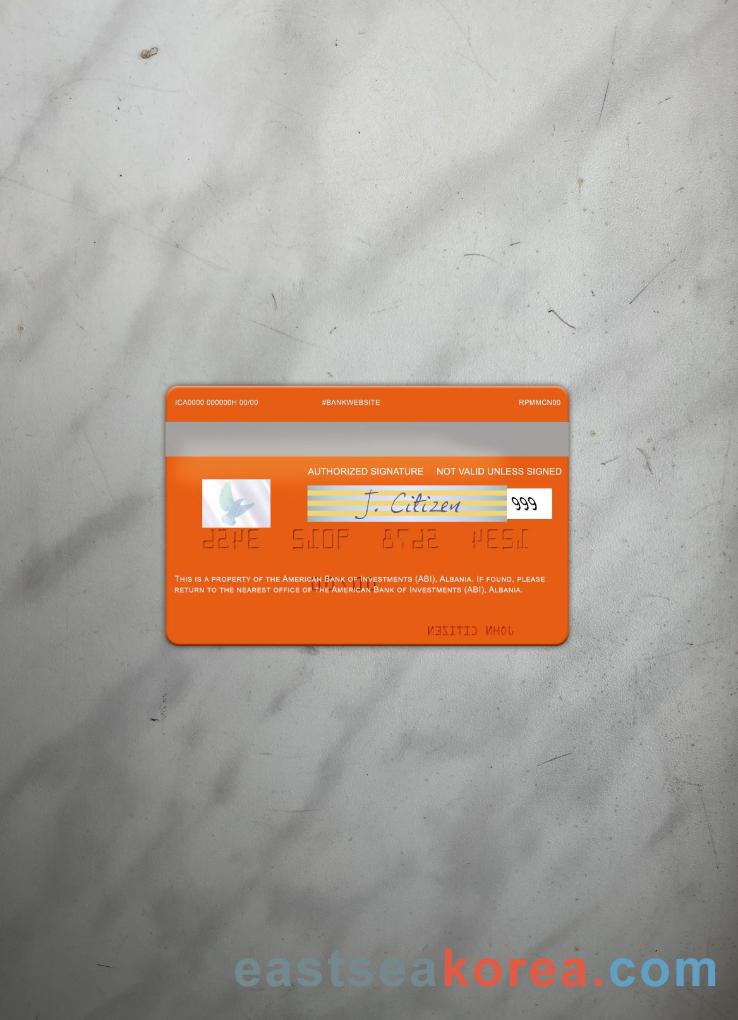 ICA0000 000000H 00/00 #BANKWEBSITE RPMMCN00
AUTHORIZED SIGNATURE NOT VALID UNLESS SIGNED
J. Citizen 999
THIS IS A PROPERTY OF THE AMERICAN BANK OF INVESTMENTS (ABI), ALBANIA. IF FOUND, PLEASE
RETURN TO THE NEAREST OFFICE OF THE AMERICAN BANK OF INVESTMENTS (ABI), ALBANIA.
JOHN CITIZEN
eastseakorea.com